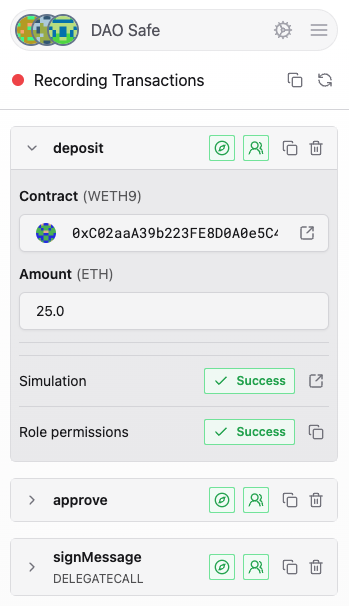 DAO Safe
Recording Transactions
deposit
Contract (WETH9)
0xC02aaA39b223FE8D0A0e5C4
Amount (ETH)
25.0
Simulation
Success
Role permissions
Success
approve
signMessage
DELEGATECALL